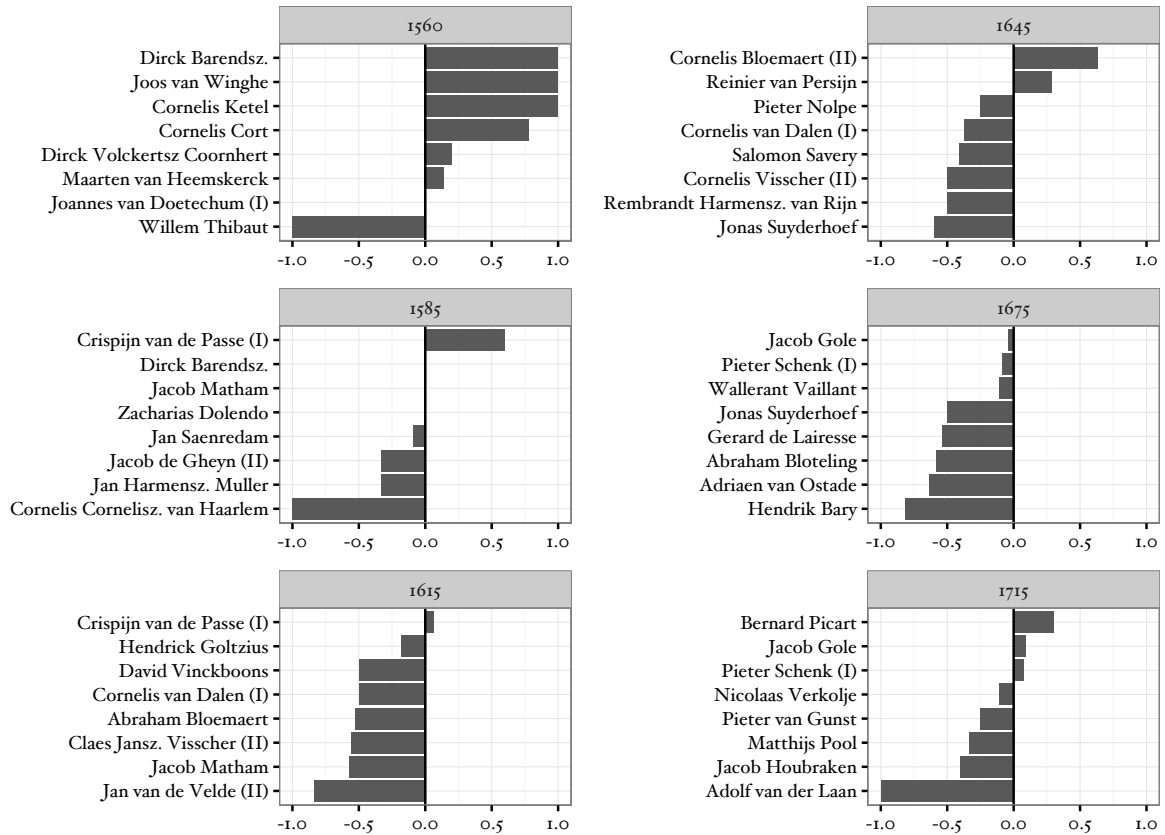 1560
Dirck Barendsz.
Joos van Winghe
Cornelis Ketel
Cornelis Cort
Dirck Volckertsz Coornhert
Maarten van Heemskerck
Joannes van Doetechum (I)
Willem Thibaut
-1.0 -0.5 0.0 0.5 1.0
1645
Cornelis Bloemaert (II)
Reinier van Persijn
Pieter Nolpe
Cornelis van Dalen (I)
Salomon Savery
Cornelis Visscher (II)
Rembrandt Harmensz. van Rijn
Jonas Suyderhoef
-1.0 -0.5 0.0 0.5 1.0
1585
Crispijn van de Passe (I)
Dirck Barendsz.
Jacob Matham
Zacharias Dolendo
Jan Saenredam
Jacob de Gheyn (II)
Jan Harmensz. Muller
Cornelis Cornelisz. van Haarlem
-1.0 -0.5 0.0 0.5 1.0
1675
Jacob Gole
Pieter Schenk (I)
Wallerant Vaillant
Jonas Suyderhoef
Gerard de Lairesse
Abraham Bloteling
Adriaen van Ostade
Hendrik Bary
-1.0 -0.5 0.0 0.5 1.0
1615
Crispijn van de Passe (I)
Hendrick Goltzius
David Vinckboons
Cornelis van Dalen (I)
Abraham Bloemaert
Claes Jansz. Visscher (II)
Jacob Matham
Jan van de Velde (II)
-1.0 -0.5 0.0 0.5 1.0
1715
Bernard Picart
Jacob Gole
Pieter Schenk (I)
Nicolaas Verkolje
Pieter van Gunst
Matthijs Pool
Jacob Houbraken
Adolf van der Laan
-1.0 -0.5 0.0 0.5 1.0